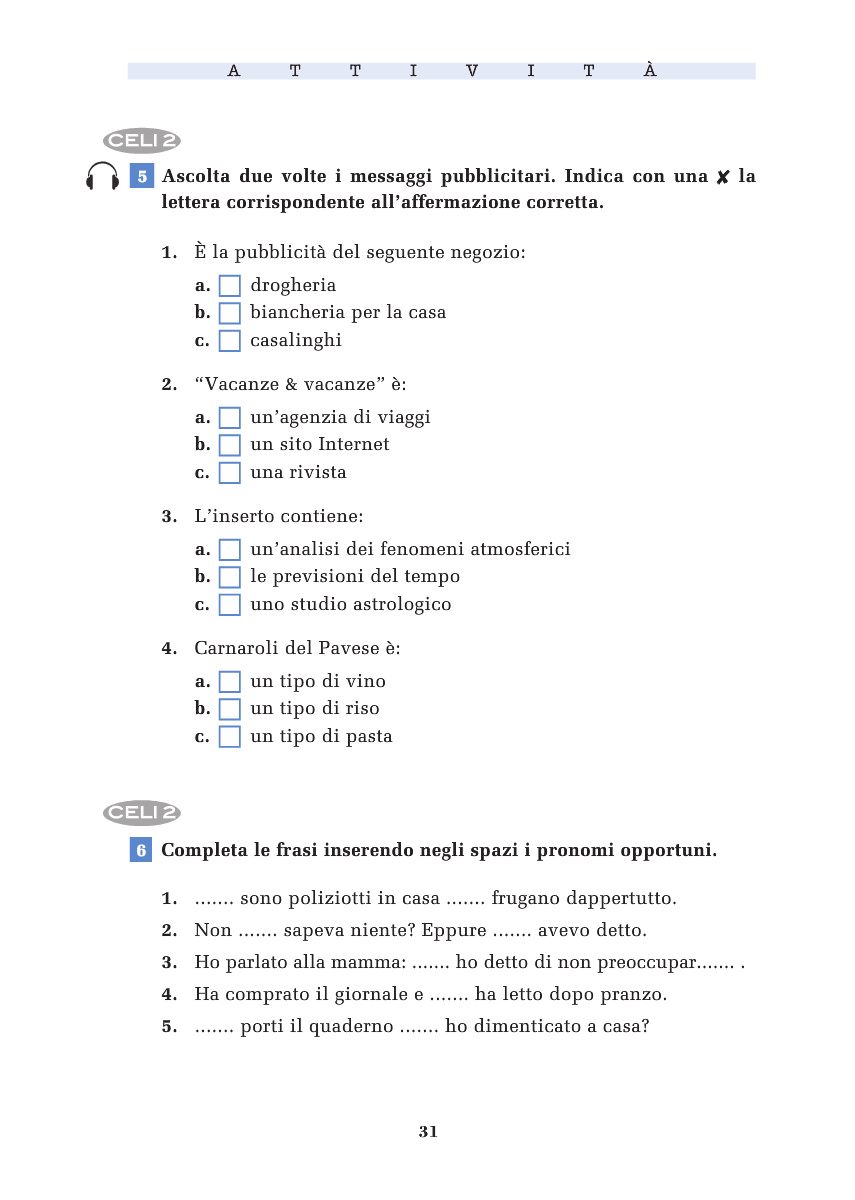 A T T I V I T À
CELI 2
5 Ascolta due volte i messaggi pubblicitari. Indica con una ✘ la
lettera corrispondente all’affermazione corretta.
1. È la pubblicità del seguente negozio:
a. drogheria
b. biancheria per la casa
c. casalinghi
2. “Vacanze & vacanze” è:
a. un’agenzia di viaggi
b. un sito Internet
c. una rivista
3. L’inserto contiene:
a. un’analisi dei fenomeni atmosferici
b. le previsioni del tempo
c. uno studio astrologico
4. Carnaroli del Pavese è:
a. un tipo di vino
b. un tipo di riso
c. un tipo di pasta
CELI 2
6 Completa le frasi inserendo negli spazi i pronomi opportuni.
1. ....... sono poliziotti in casa ....... frugano dappertutto.
2. Non ....... sapeva niente? Eppure ....... avevo detto.
3. Ho parlato alla mamma: ....... ho detto di non preoccupar....... .
4. Ha comprato il giornale e ....... ha letto dopo pranzo.
5. ....... porti il quaderno ....... ho dimenticato a casa?
31